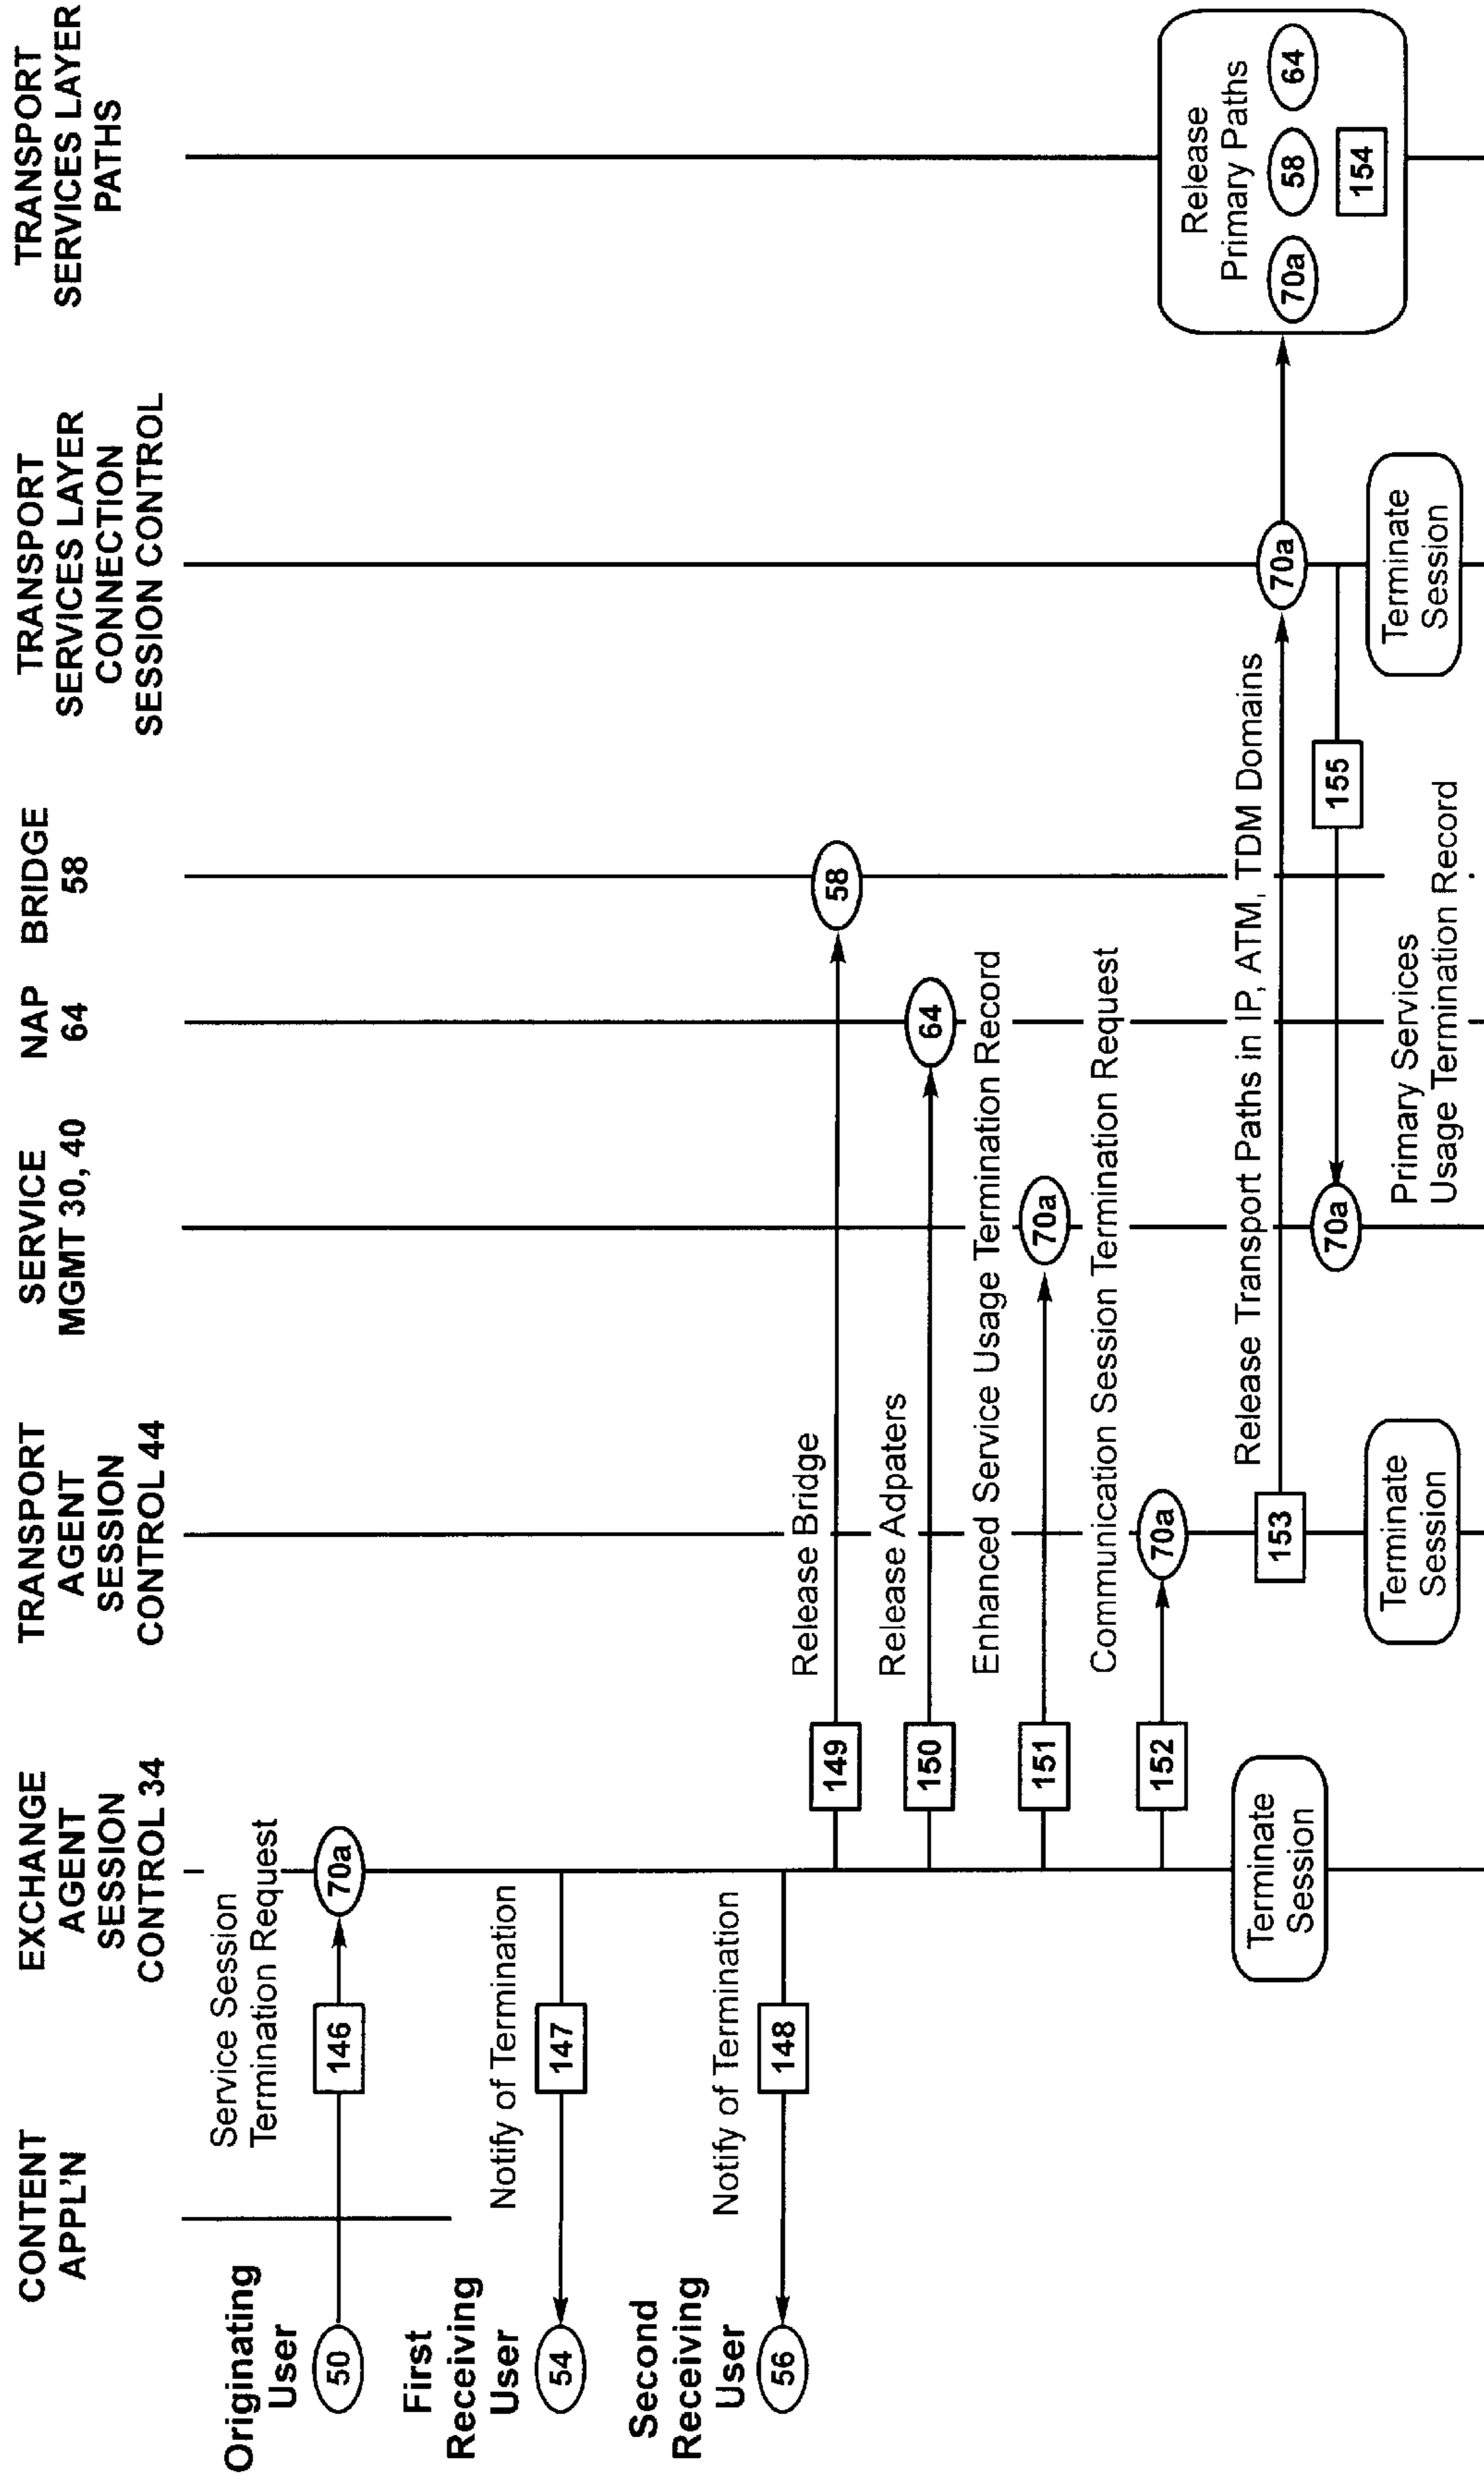 CONTENT
APPL'N
EXCHANGE
AGENT
SESSION
CONTROL 34
TRANSPORT
AGENT
SESSION
CONTROL 44
SERVICE
MGMT 30, 40
NAP
64
BRIDGE
58
TRANSPORT
SERVICES LAYER
CONNECTION
SESSION CONTROL
TRANSPORT
SERVICES LAYER
PATHS
Originating
User
50
Service Session
Termination Request
146
70a
First
Receiving
User
54
Notify of Termination
147
Second
Receiving
User
56
Notify of Termination
148
149
Release Bridge
58
150
Release Adpaters
64
151
Enhanced Service Usage Termination Record
70a
152
Communication Session Termination Request
70a
153
Release Transport Paths in IP, ATM, TDM Domains
70a
Release
Primary Paths
70a
58
64
154
155
70a
Primary Services
Usage Termination Record
Terminate
Session
Terminate
Session
Terminate
Session